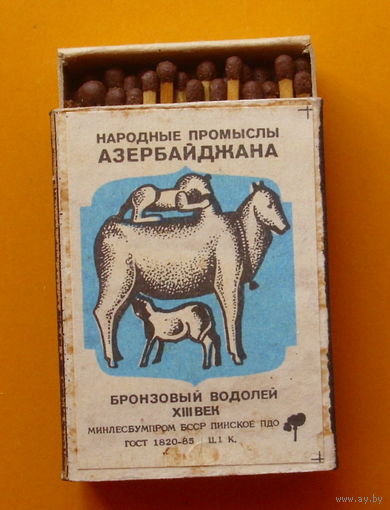 НАРОДНЫЕ ПРОМЫСЛЫ
АЗЕРБАЙДЖАНА
БРОНЗОВЫЙ ВОДОЛЕЙ
XIII ВЕК
МИНЛЕСБУМПРОМ БССР ПИНСКОЕ ПДО
ГОСТ 1820-85 Ц.1 К.
www.ay.by